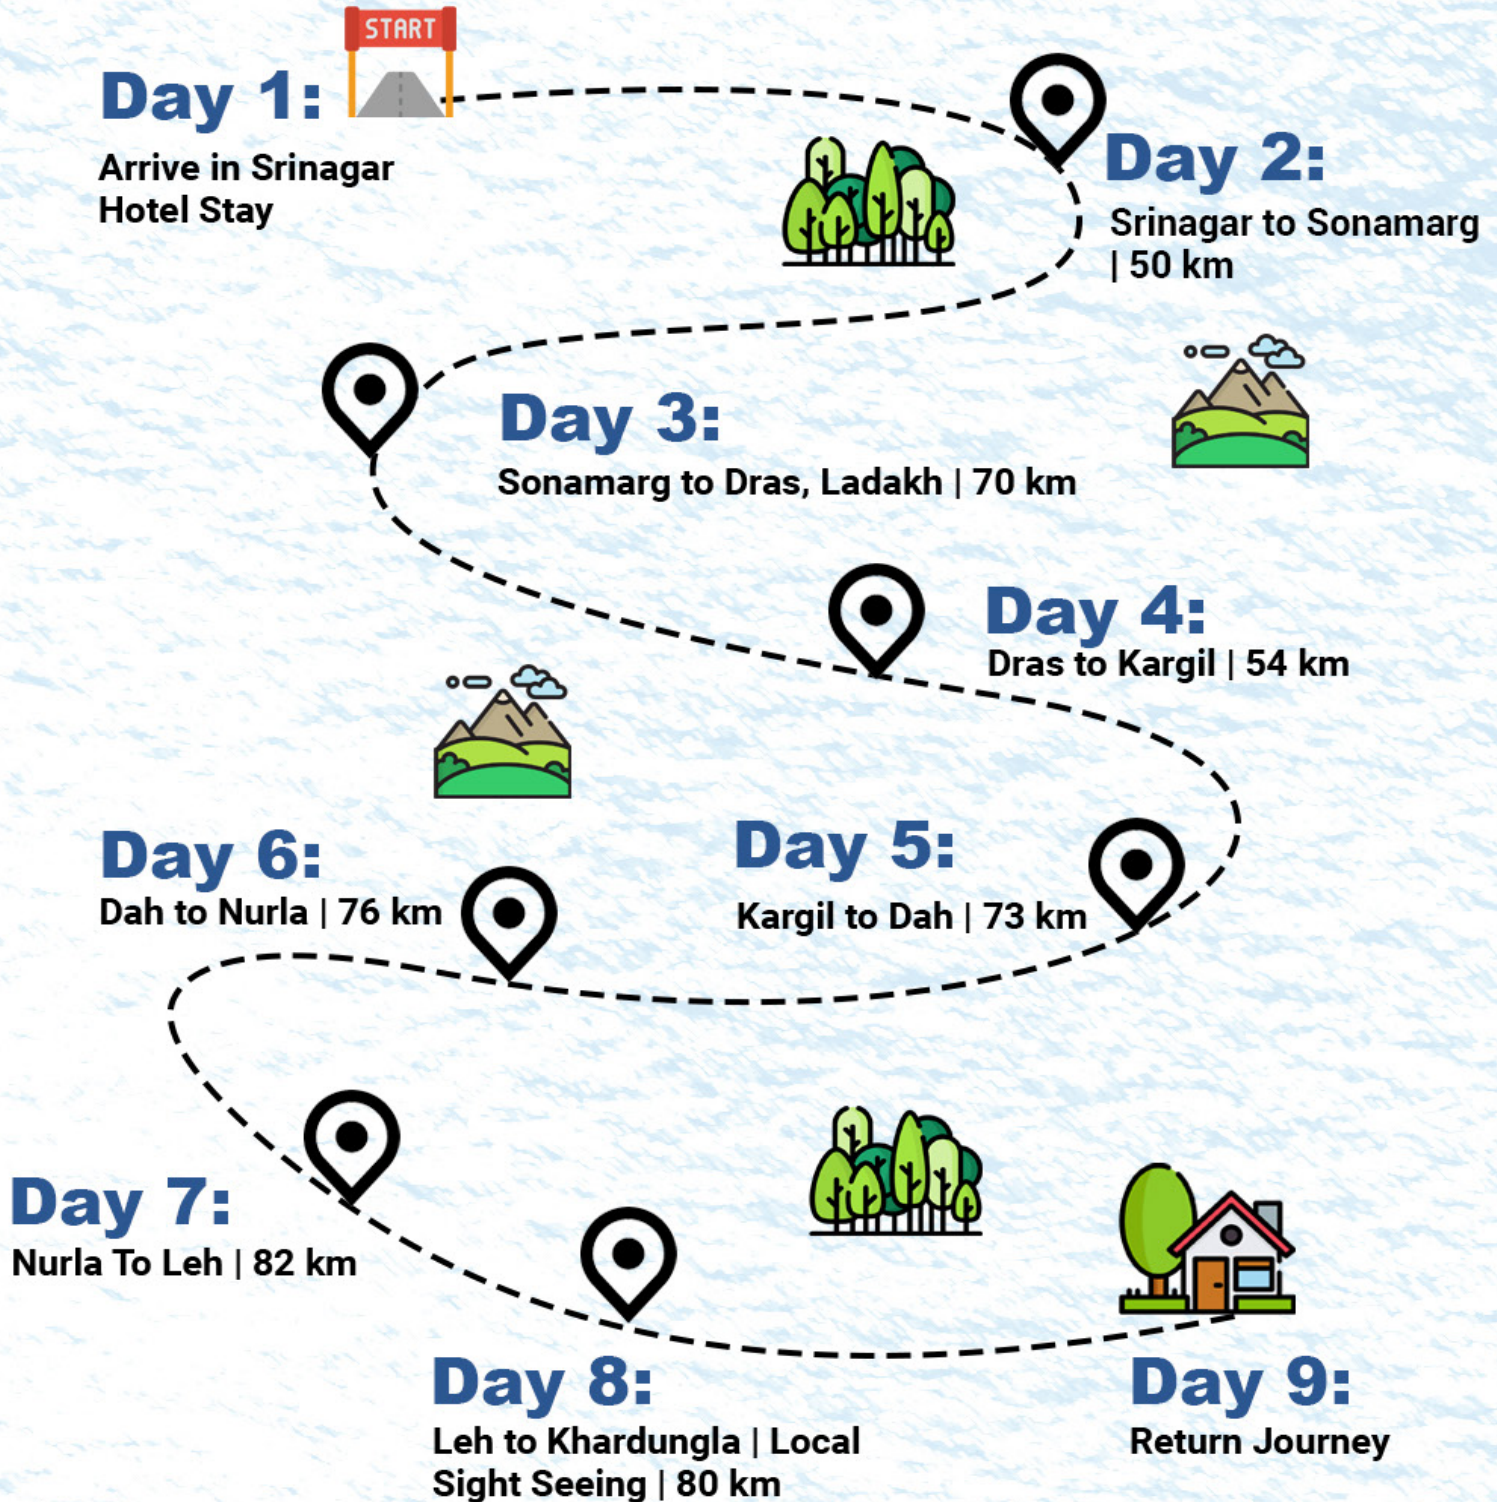 START
Day 1:
Arrive in Srinagar
Hotel Stay
Day 2:
Srinagar to Sonamarg
| 50 km
Day 3:
Sonamarg to Dras, Ladakh | 70 km
Day 4:
Dras to Kargil | 54 km
Day 5:
Kargil to Dah | 73 km
Day 6:
Dah to Nurla | 76 km
Day 7:
Nurla To Leh | 82 km
Day 8:
Leh to Khardungla | Local
Sight Seeing | 80 km
Day 9:
Return Journey